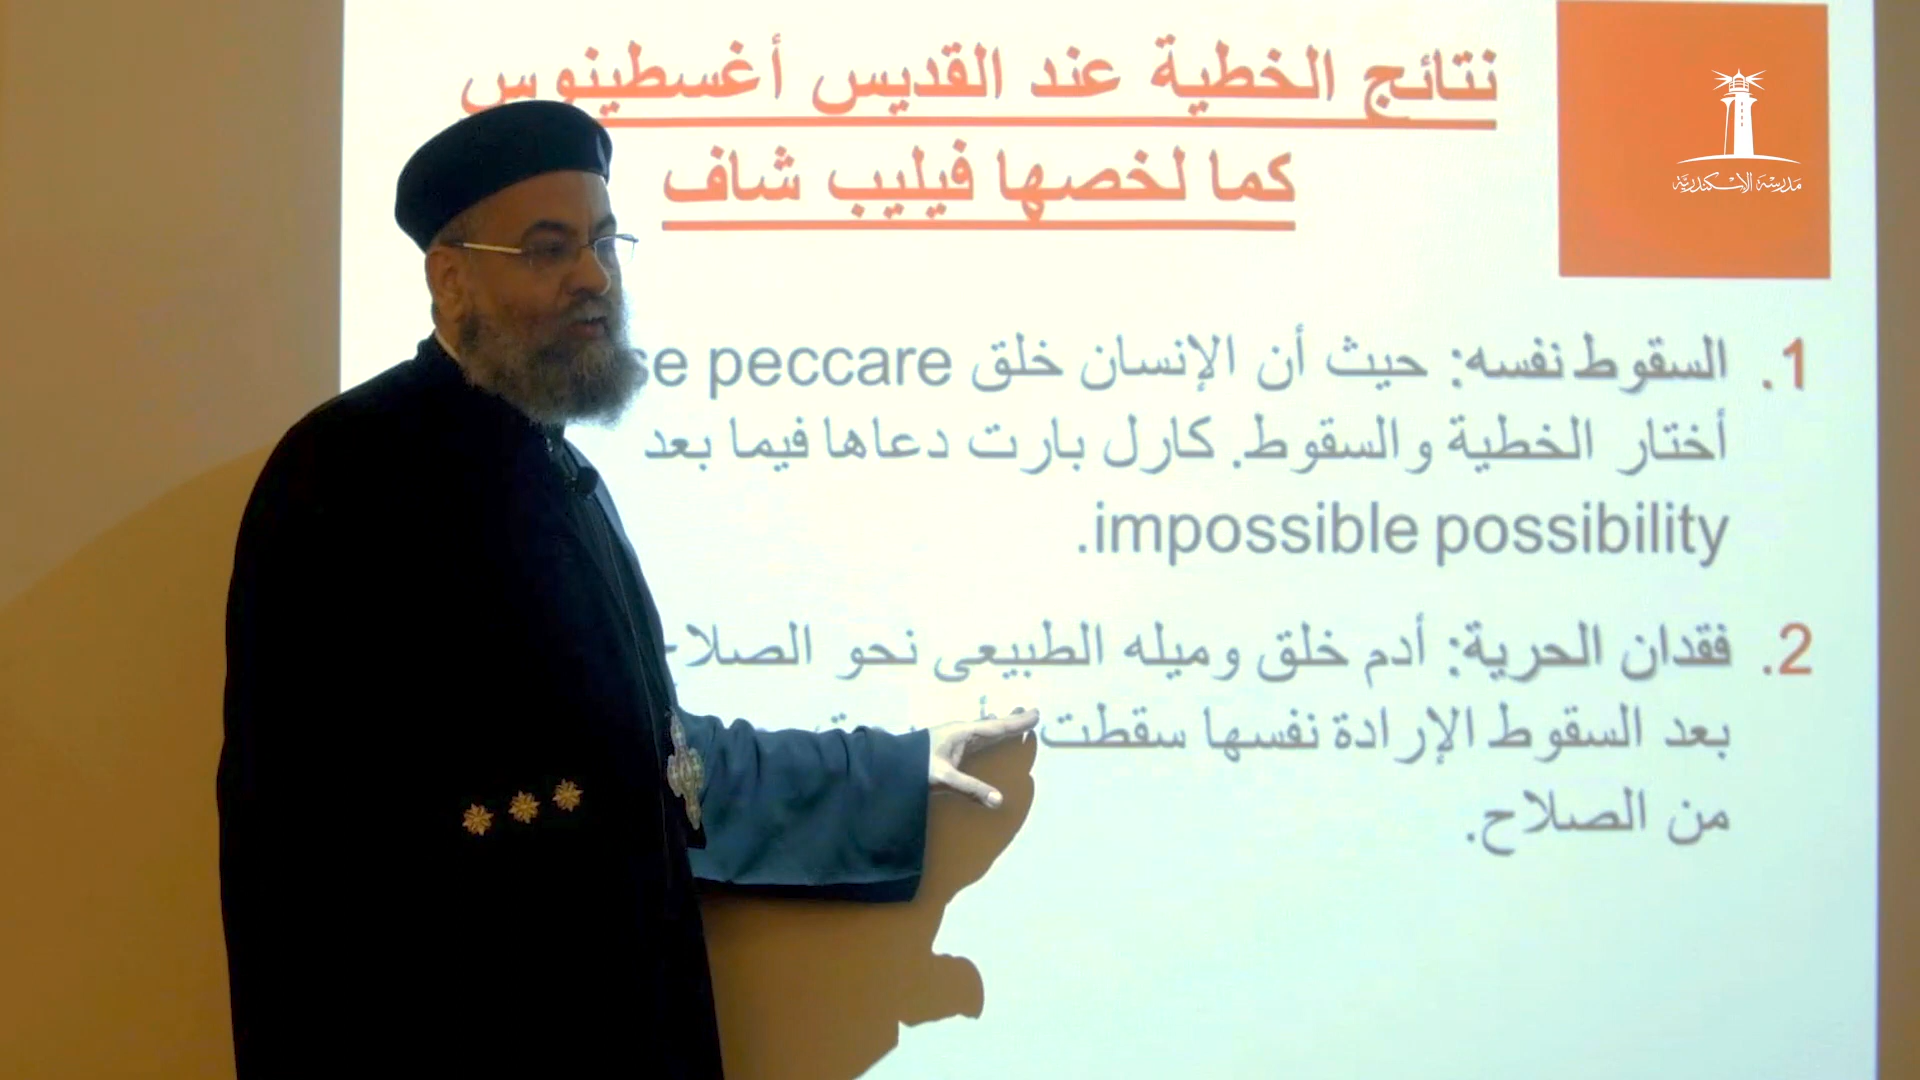 نتائج الخطية عند القديس أغسطينوس
كما لخصها فيليب شاف
مدرسة الإسكندرية
1. السقوط نفسه: حيث أن الإنسان خلق peccare
أختار الخطية والسقوط. كارل بارت دعاها فيما بعد
impossible possibility.
2. فقدان الحرية: أدم خلق وميله الطبيعى نحو
بعد السقوط الإرادة نفسها سقطت
من الصلاح.